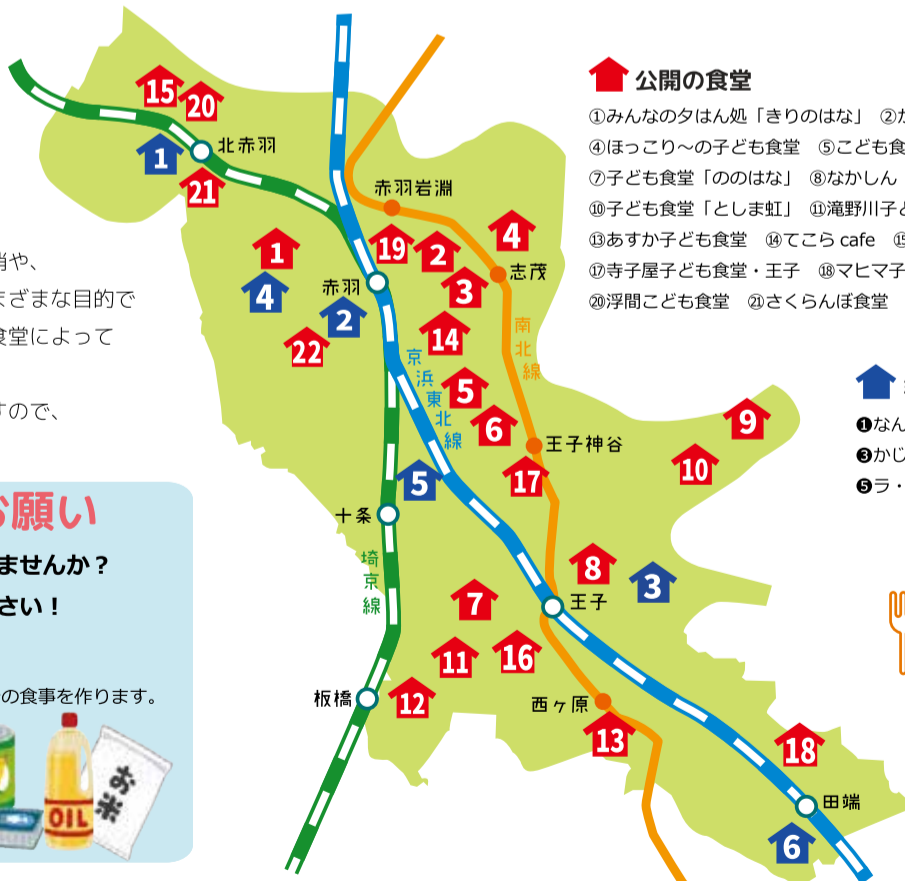 公開の食堂
①みんなの夕はん処「きりのはな」 ②か
④ほっこり～の子ども食堂 ⑤こども食
⑦子ども食堂「ののはな」 ⑧なかしん
⑩子ども食堂「としま虹」 ⑪滝野川子ど
⑬あすか子ども食堂 ⑭てこら cafe ⑮
⑰寺子屋子ども食堂・王子 ⑱マヒマ子
⑳浮間こども食堂 ㉑さくらんぼ食堂
❶なん
❸かじ
❺ラ・
消や、
まざまな目的で
食堂によって
すので、
お願い
ませんか？
さい！
の食事を作ります。
OIL
お米
15
20
1
北赤羽
21
赤羽岩淵
19
2
4
1
4
赤羽
2
3
志茂
22
14
南北線
京浜東北線
5
6
9
王子神谷
10
17
5
十条
埼京線
8
3
王子
7
11
16
板橋
12
西ヶ原
13
18
田端
6